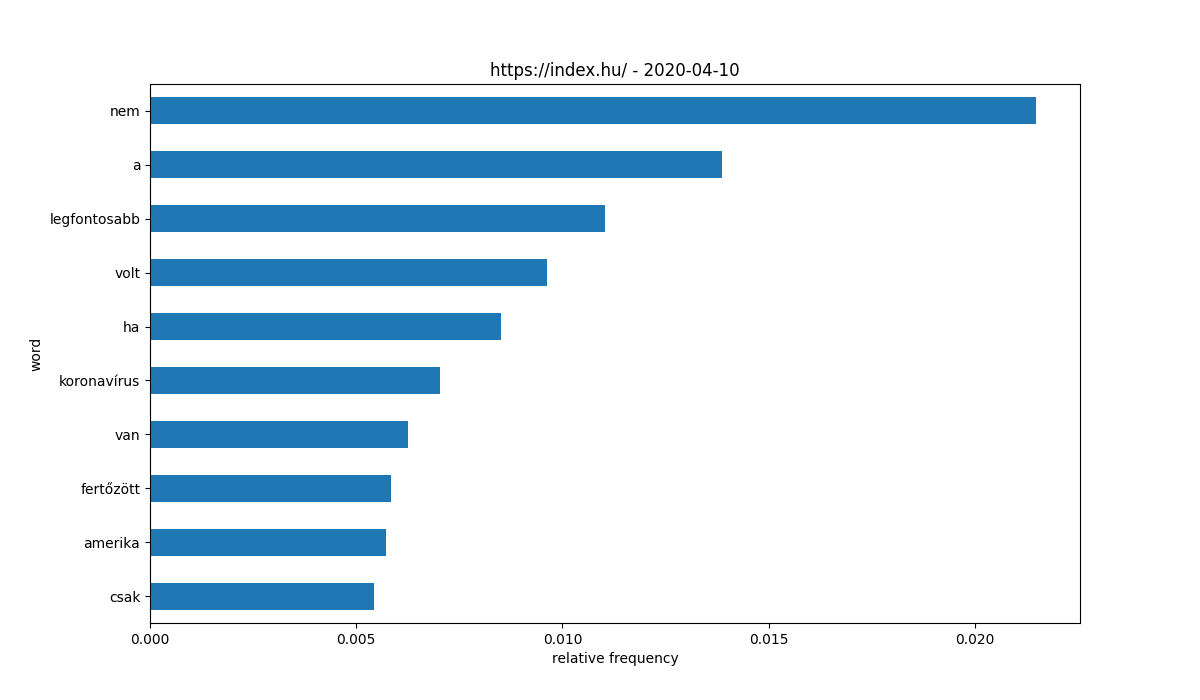 https://index.hu/ - 2020-04-10
nem
a
legfontosabb
volt
ha
koronavírus
van
fertőzött
amerika
csak
word
0.000 0.005 0.010 0.015 0.020
relative frequency